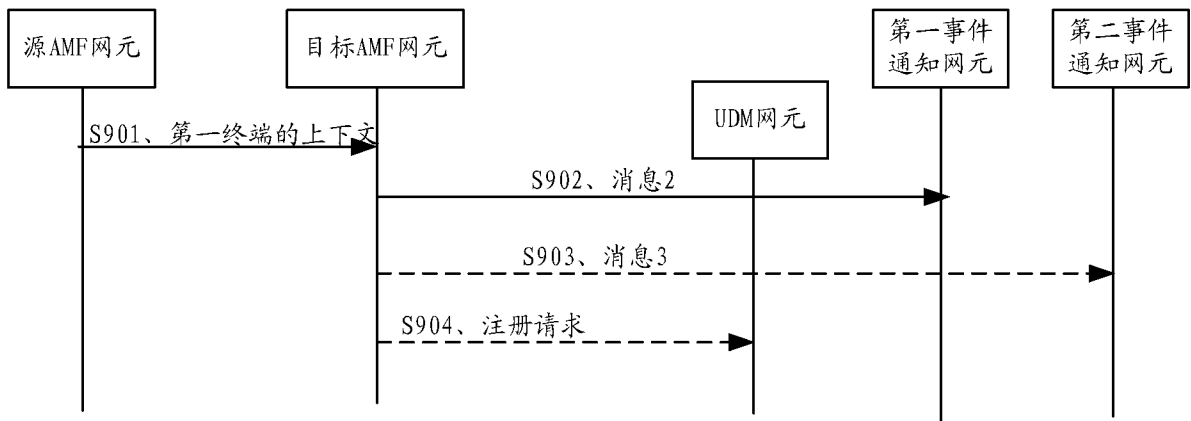 源AMF网元
目标AMF网元
第一事件
通知网元
第二事件
通知网元
UDM网元
S901、第一终端的上下文
S902、消息2
S903、消息3
S904、注册请求